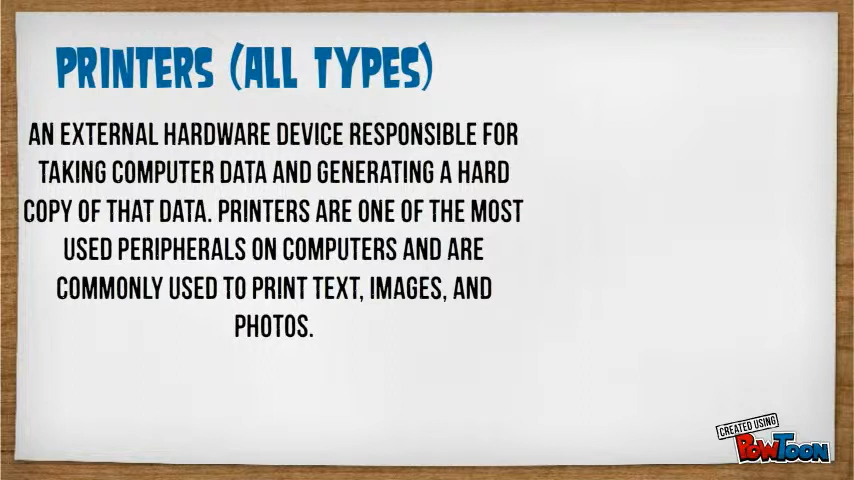 PRINTERS (ALL TYPES)
AN EXTERNAL HARDWARE DEVICE RESPONSIBLE FOR
TAKING COMPUTER DATA AND GENERATING A HARD
COPY OF THAT DATA. PRINTERS ARE ONE OF THE MOST
USED PERIPHERALS ON COMPUTERS AND ARE
COMMONLY USED TO PRINT TEXT, IMAGES, AND
PHOTOS.
CREATED USING
POWTOON